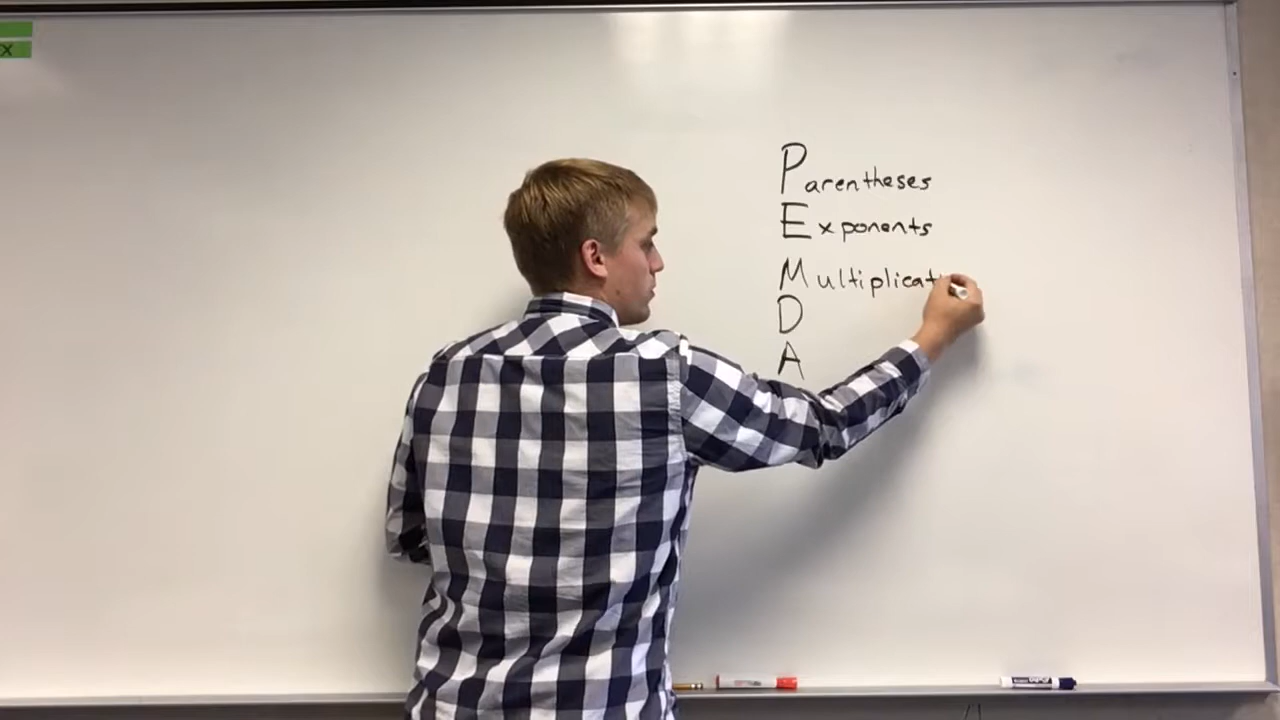 X
Parentheses
Exponents
Multiplicat
D
A